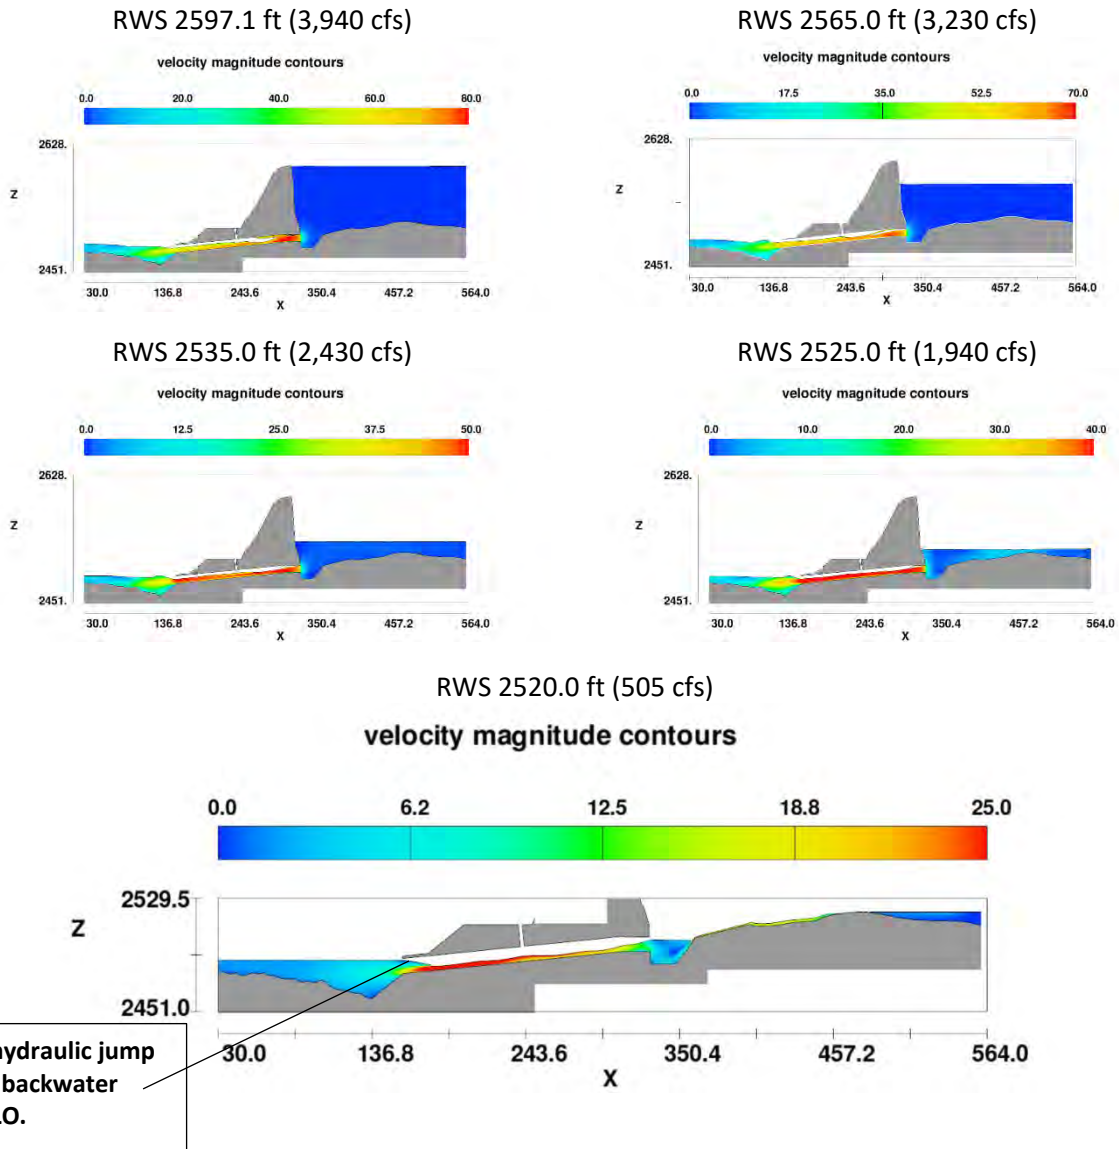 RWS 2597.1 ft (3,940 cfs)
velocity magnitude contours
0.0 20.0 40.0 60.0 80.0
2628.
Z
2451.
30.0 136.8 243.6 350.4 457.2 564.0
X
RWS 2565.0 ft (3,230 cfs)
velocity magnitude contours
0.0 17.5 35.0 52.5 70.0
2628.
Z
2451.
30.0 136.8 243.6 350.4 457.2 564.0
X
RWS 2535.0 ft (2,430 cfs)
velocity magnitude contours
0.0 12.5 25.0 37.5 50.0
2628.
Z
2451.
30.0 136.8 243.6 350.4 457.2 564.0
X
RWS 2525.0 ft (1,940 cfs)
velocity magnitude contours
0.0 10.0 20.0 30.0 40.0
2628.
Z
2451.
30.0 136.8 243.6 350.4 457.2 564.0
X
RWS 2520.0 ft (505 cfs)
velocity magnitude contours
0.0 6.2 12.5 18.8 25.0
2529.5
Z
2451.0
30.0 136.8 243.6 350.4 457.2 564.0
X
hydraulic jump
backwater